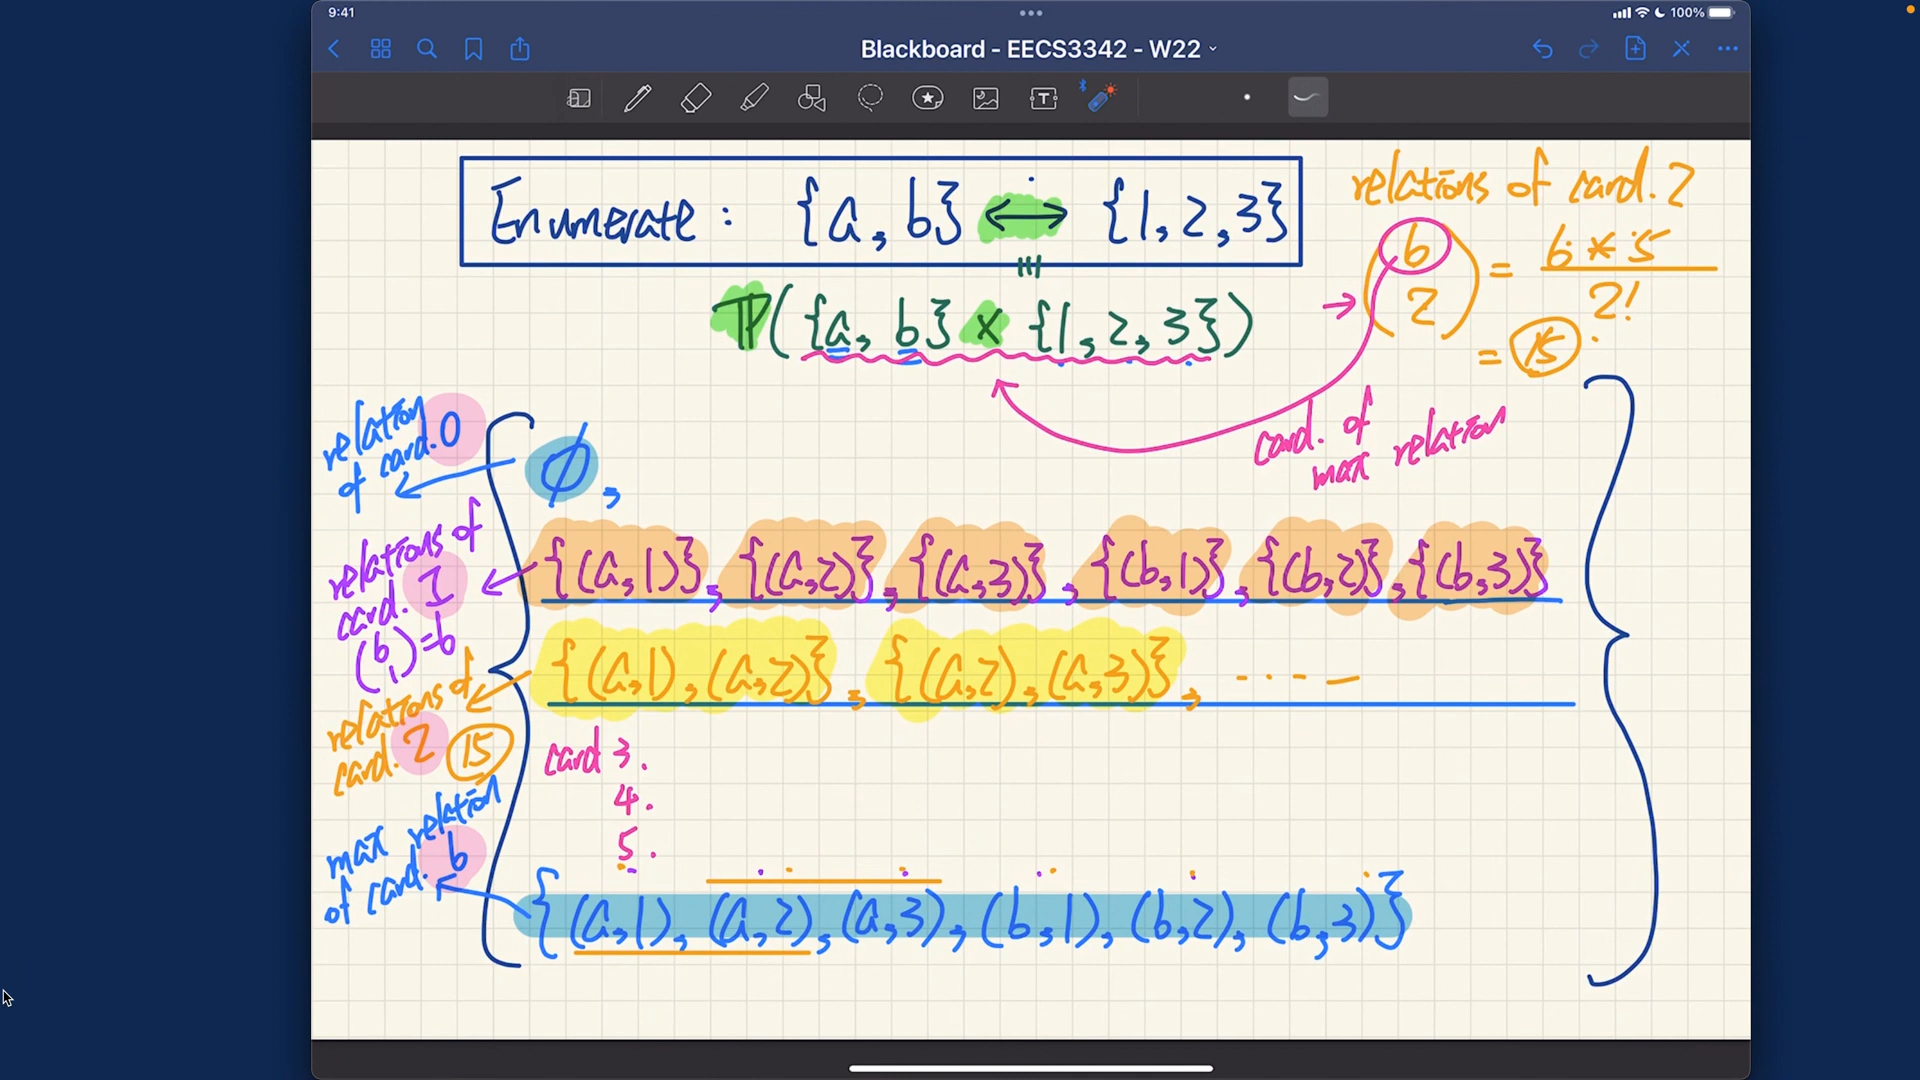 9:41
100%
Blackboard - EECS3342 - W22
Enumerate : {a, b} ↔ {1, 2, 3}
≡
ℙ({a, b} × {1, 2, 3})
relations of card. 2
(6 2) = 6 * 5 / 2!
= 15
card. of
max relation
relation
of card. 0
∅,
relations of
card. 1
(6 1) = 6
{(a,1)}, {(a,2)}, {(a,3)}, {(b,1)}, {(b,2)}, {(b,3)}
relations of
card. 2 15
{(a,1), (a,2)}, {(a,2), (a,3)}, ....—
card 3.
4.
5.
max relation
of card. 6
{(a,1), (a,2), (a,3), (b,1), (b,2), (b,3)}